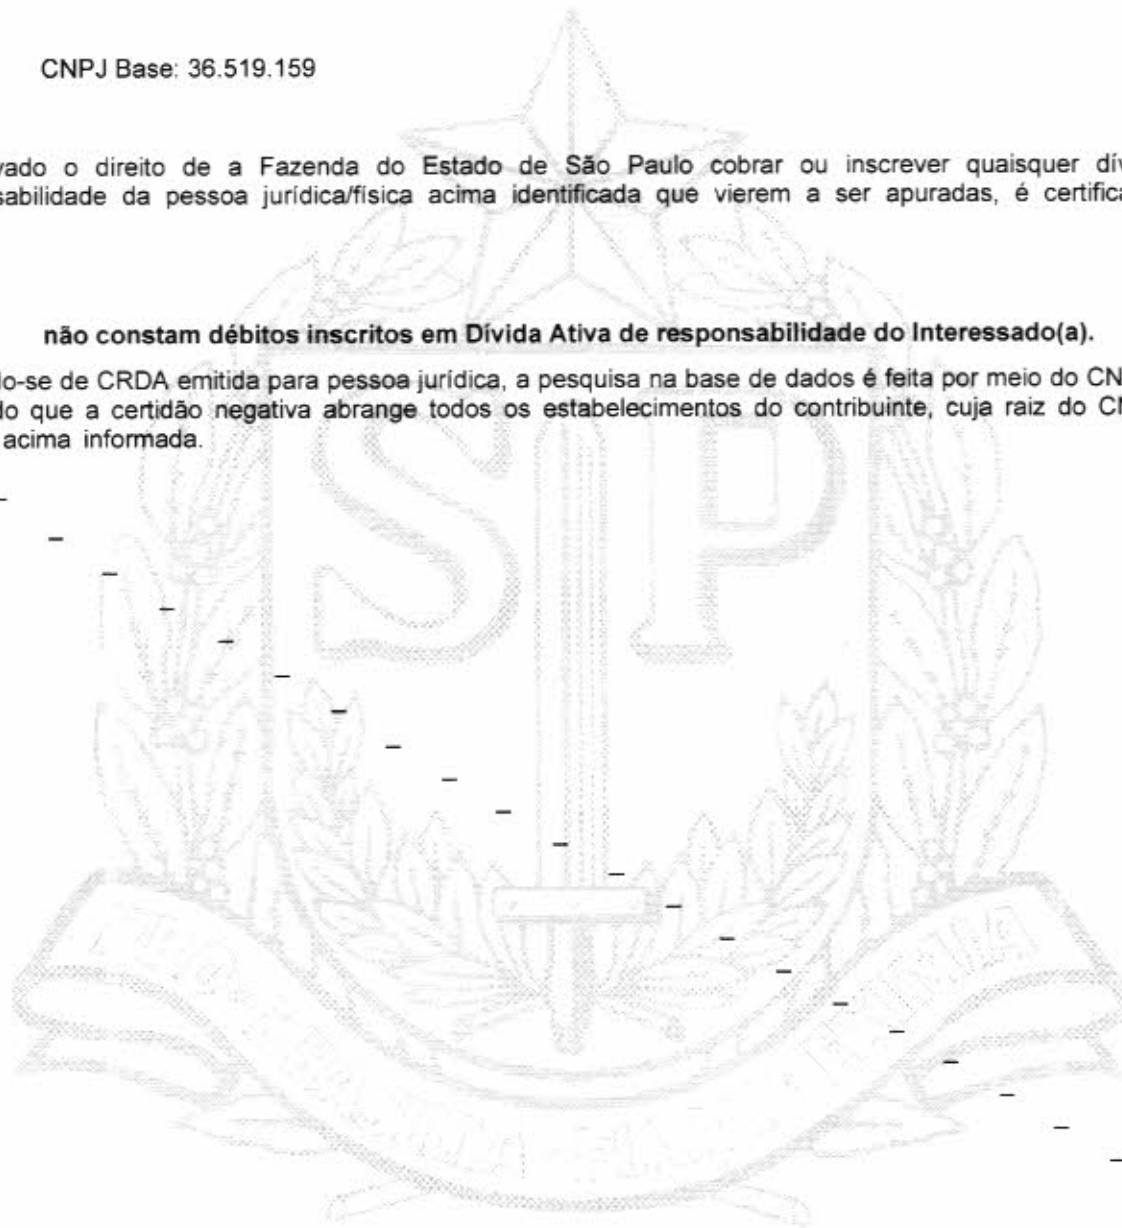 CNPJ Base: 36.519.159
vado o direito de a Fazenda do Estado de São Paulo cobrar ou inscrever quaisquer dív
sabilidade da pessoa jurídica/física acima identificada que vierem a ser apuradas, é certifica
não constam débitos inscritos em Dívida Ativa de responsabilidade do Interessado(a).
do-se de CRDA emitida para pessoa jurídica, a pesquisa na base de dados é feita por meio do CN
do que a certidão negativa abrange todos os estabelecimentos do contribuinte, cuja raiz do CN
acima informada.
SP